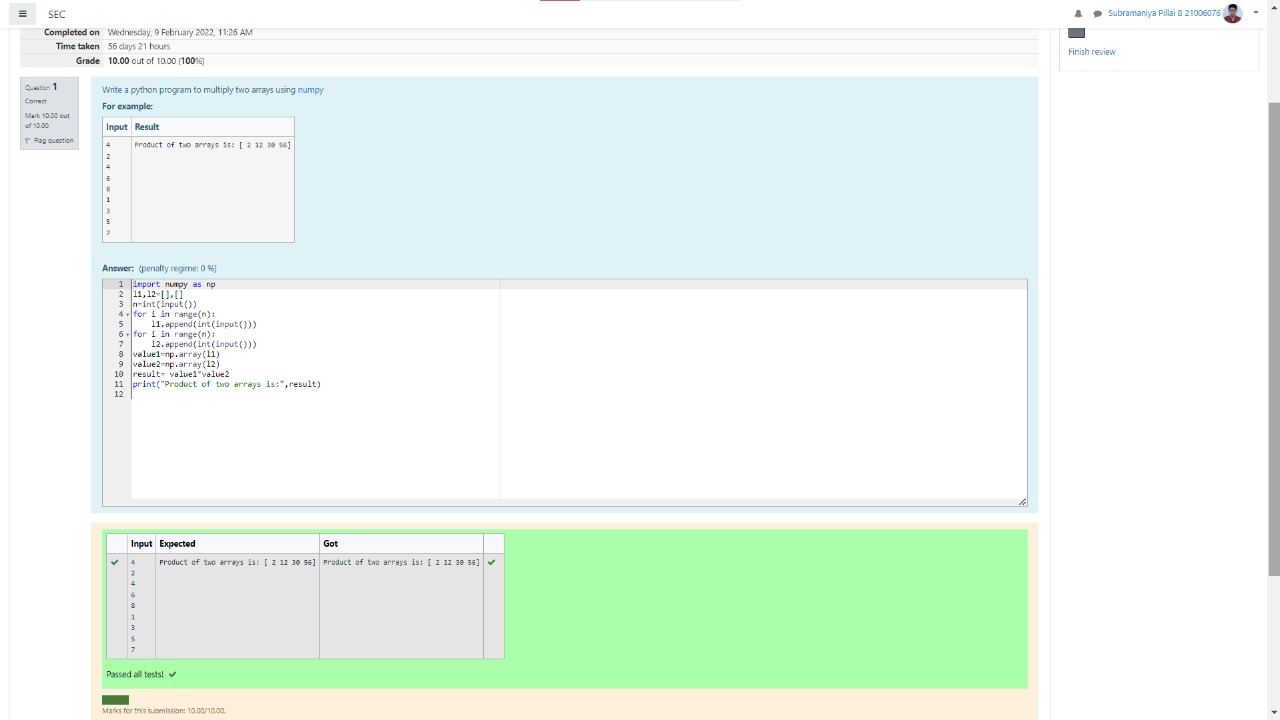 SEC
Subramaniya Pillai B 21006076
Completed on Wednesday, 9 February 2022, 11:26 AM
Time taken 56 days 21 hours
Grade 10.00 out of 10.00 (100%)
Finish review
Question 1
Correct
Mark 10.00 out
of 10.00
Flag question
Write a python program to multiply two arrays using numpy
For example:
Input Result
4 Product of two arrays is: [ 2 12 30 56]
2
4
6
8
1
3
5
7
Answer: (penalty regime: 0 %)
1 import numpy as np
2 l1,l2=[],[]
3 n=int(input())
4 for i in range(n):
5     l1.append(int(input()))
6 for i in range(n):
7     l2.append(int(input()))
8 value1=np.array(l1)
9 value2=np.array(l2)
10 result= value1*value2
11 print("Product of two arrays is:",result)
12
Input Expected Got
4 Product of two arrays is: [ 2 12 30 56] Product of two arrays is: [ 2 12 30 56]
2
4
6
8
1
3
5
7
Passed all tests!
Marks for this submission: 10.00/10.00.